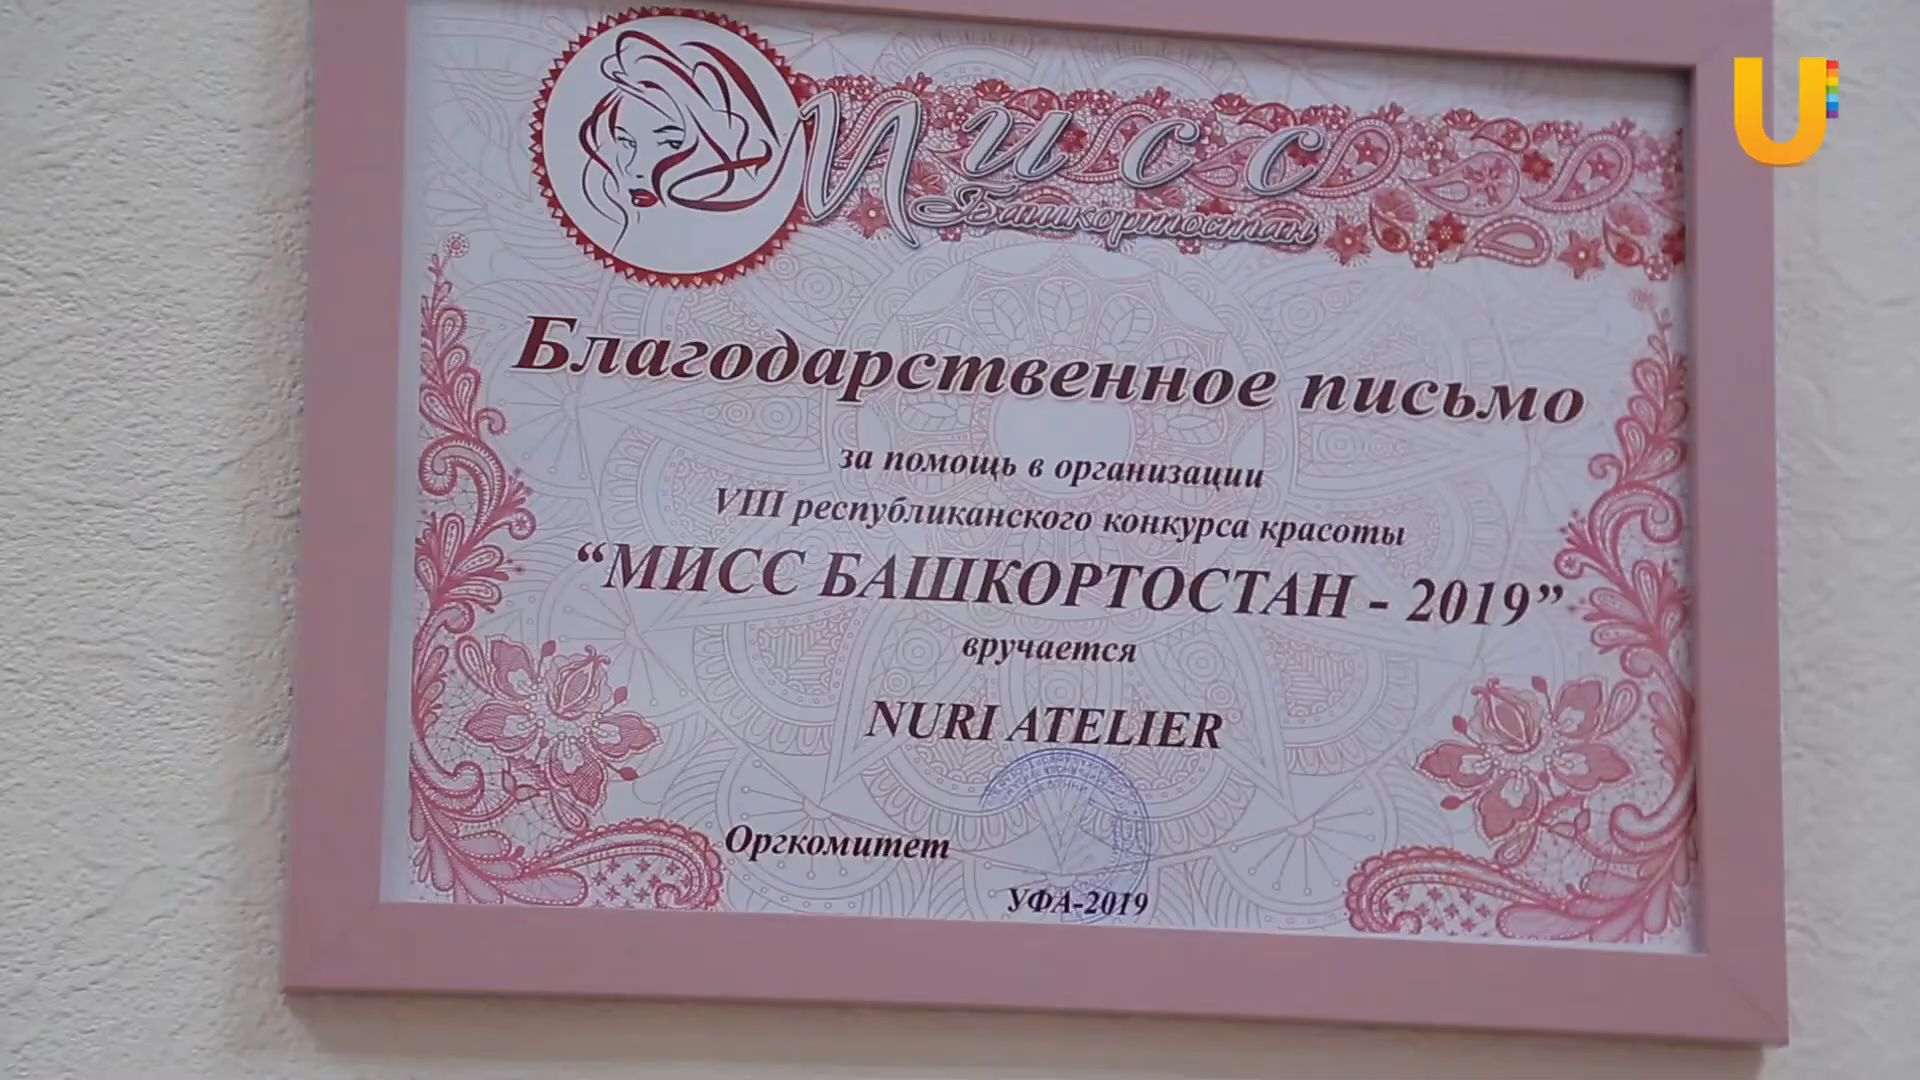 Мисс
Башкортостан
Благодарственное письмо
за помощь в организации
VIII республиканского конкурса красоты
“МИСС БАШКОРТОСТАН - 2019”
вручается
NURI ATELIER
Оргкомитет
УФА-2019
U